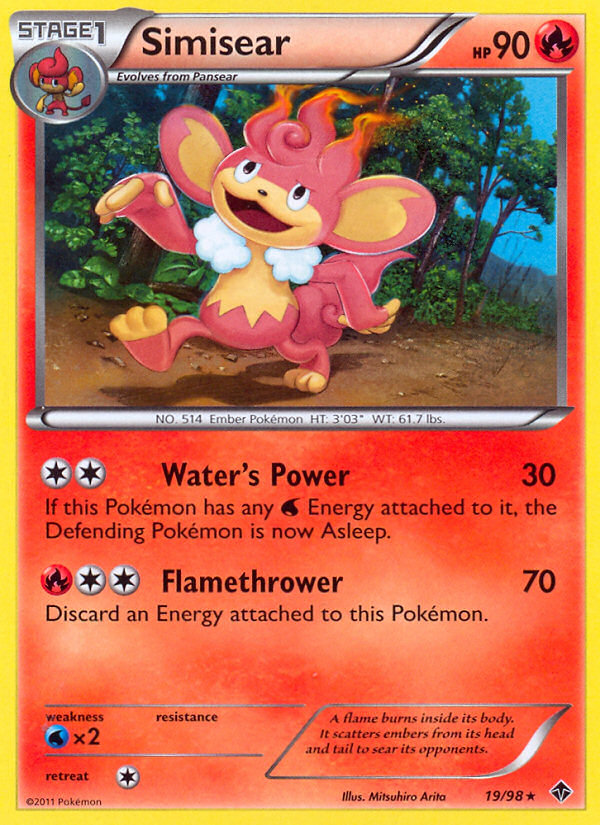 STAGE1
Simisear
HP 90
Evolves from Pansear
NO. 514 Ember Pokémon HT: 3'03" WT: 61.7 lbs.
Water's Power 30
If this Pokémon has any Energy attached to it, the
Defending Pokémon is now Asleep.
Flamethrower 70
Discard an Energy attached to this Pokémon.
weakness
×2
resistance
retreat
A flame burns inside its body.
It scatters embers from its head
and tail to sear its opponents.
©2011 Pokémon
Illus. Mitsuhiro Arita
19/98★